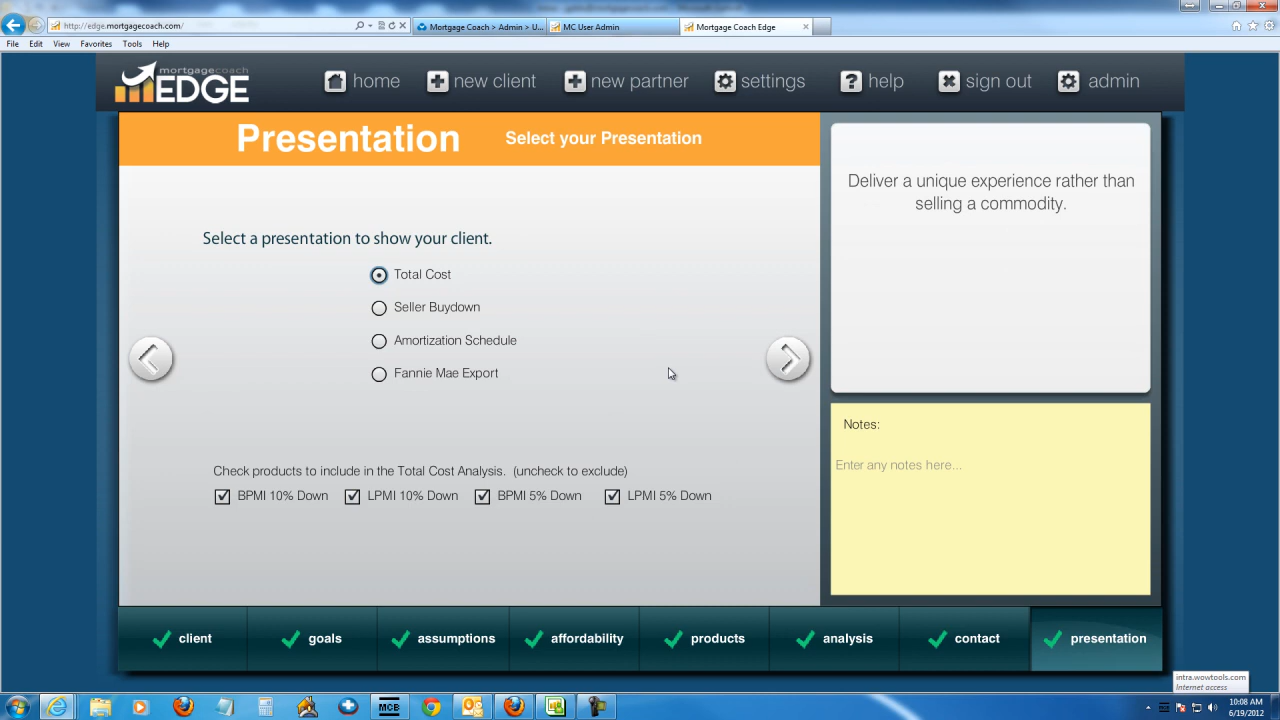 http://edge.mortgagecoach.com/
Mortgage Coach > Admin > U...
MC User Admin
Mortgage Coach Edge
File Edit View Favorites Tools Help
mortgagecoach
EDGE
home
new client
new partner
settings
help
sign out
admin
Presentation
Select your Presentation
Deliver a unique experience rather than
selling a commodity.
Select a presentation to show your client.
Total Cost
Seller Buydown
Amortization Schedule
Fannie Mae Export
Notes:
Enter any notes here...
Check products to include in the Total Cost Analysis. (uncheck to exclude)
BPMI 10% Down
LPMI 10% Down
BPMI 5% Down
LPMI 5% Down
client
goals
assumptions
affordability
products
analysis
contact
presentation
intra.wowtools.com
Internet access
MCB
10:08 AM
6/19/2012